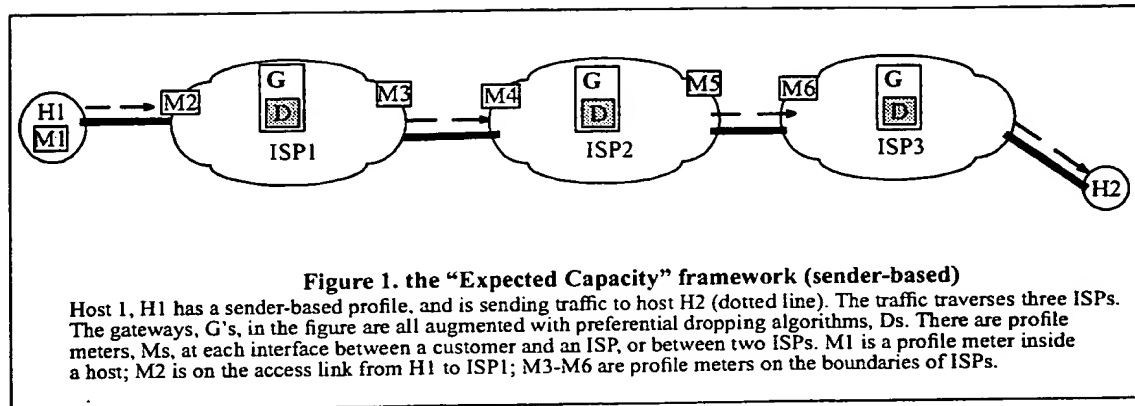 G G G
M2 M3 M4 M5 M6
H1 D D D
M1 ISP1 ISP2 ISP3
H2
Figure 1. the “Expected Capacity” framework (sender-based)
Host 1, H1 has a sender-based profile, and is sending traffic to host H2 (dotted line). The traffic traverses three ISPs.
The gateways, G's, in the figure are all augmented with preferential dropping algorithms, Ds. There are profile
meters, Ms, at each interface between a customer and an ISP, or between two ISPs. M1 is a profile meter inside
a host; M2 is on the access link from H1 to ISP1; M3-M6 are profile meters on the boundaries of ISPs.